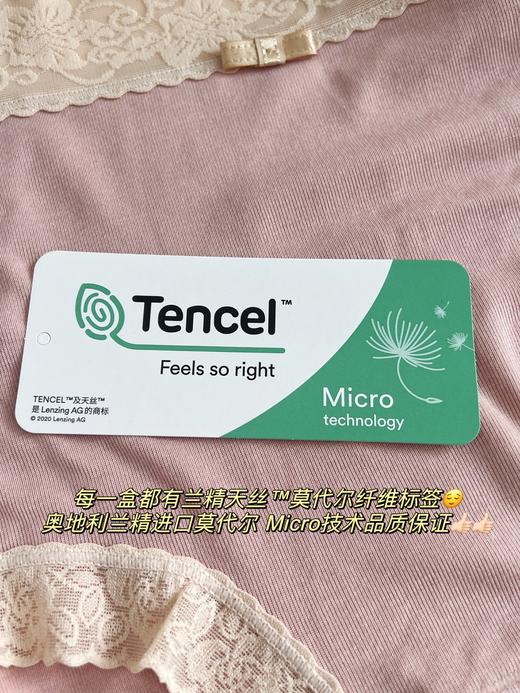 Tencel™
Feels so right
TENCEL™及天丝™
是 Lenzing AG 的商标
© 2020 Lenzing AG
Micro
technology
每一盒都有兰精天丝™莫代尔纤维标签😌
奥地利兰精进口莫代尔 Micro技术品质保证👍🏻👍🏻